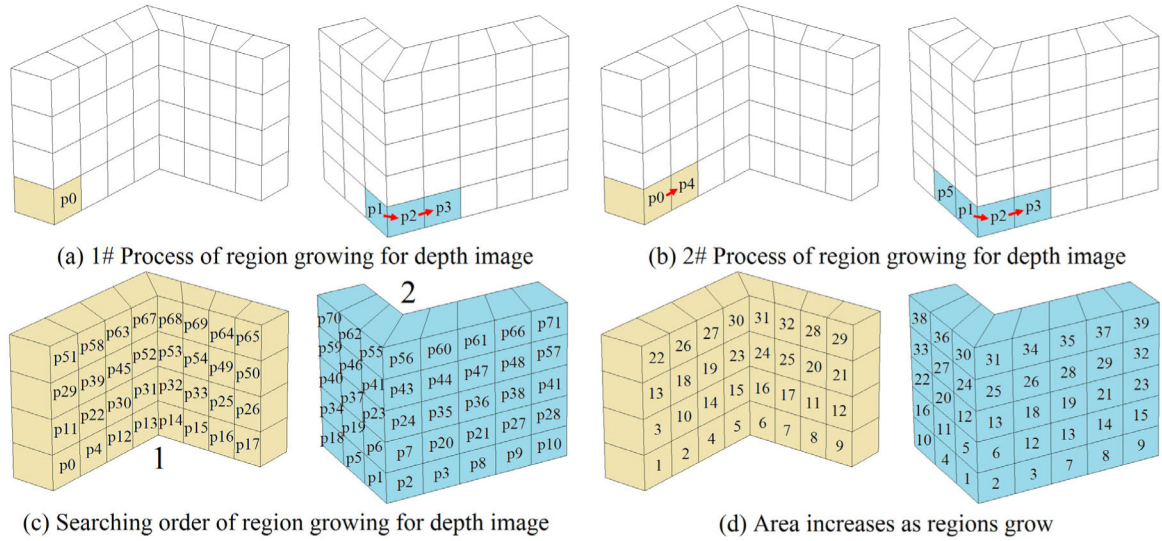 p0
p1 p2 p3
(a) 1# Process of region growing for depth image
p0 p4
p5
p1 p2 p3
(b) 2# Process of region growing for depth image
p51 p58 p63 p67 p68 p69 p64 p65
p29 p39 p45 p52 p53 p54 p49 p50
p11 p22 p30 p31 p32 p33 p25 p26
p0 p4 p12 p13 p14 p15 p16 p17
1
2
p70 p62 p55 p56 p60 p61 p66 p71
p59 p46 p41 p43 p44 p47 p48 p57
p40 p37 p23 p24 p35 p36 p38 p41
p34 p19 p6 p7 p20 p21 p27 p28
p18 p5 p1 p2 p3 p8 p9 p10
(c) Searching order of region growing for depth image
22 26 27 30 31 32 28 29
13 18 19 23 24 25 20 21
3 10 14 15 16 17 11 12
1 2 4 5 6 7 8 9
38 36 30 31 34 35 37 39
33 27 24 25 26 28 29 32
22 20 12 13 18 19 21 23
16 11 5 6 12 13 14 15
10 4 1 2 3 7 8 9
(d) Area increases as regions grow